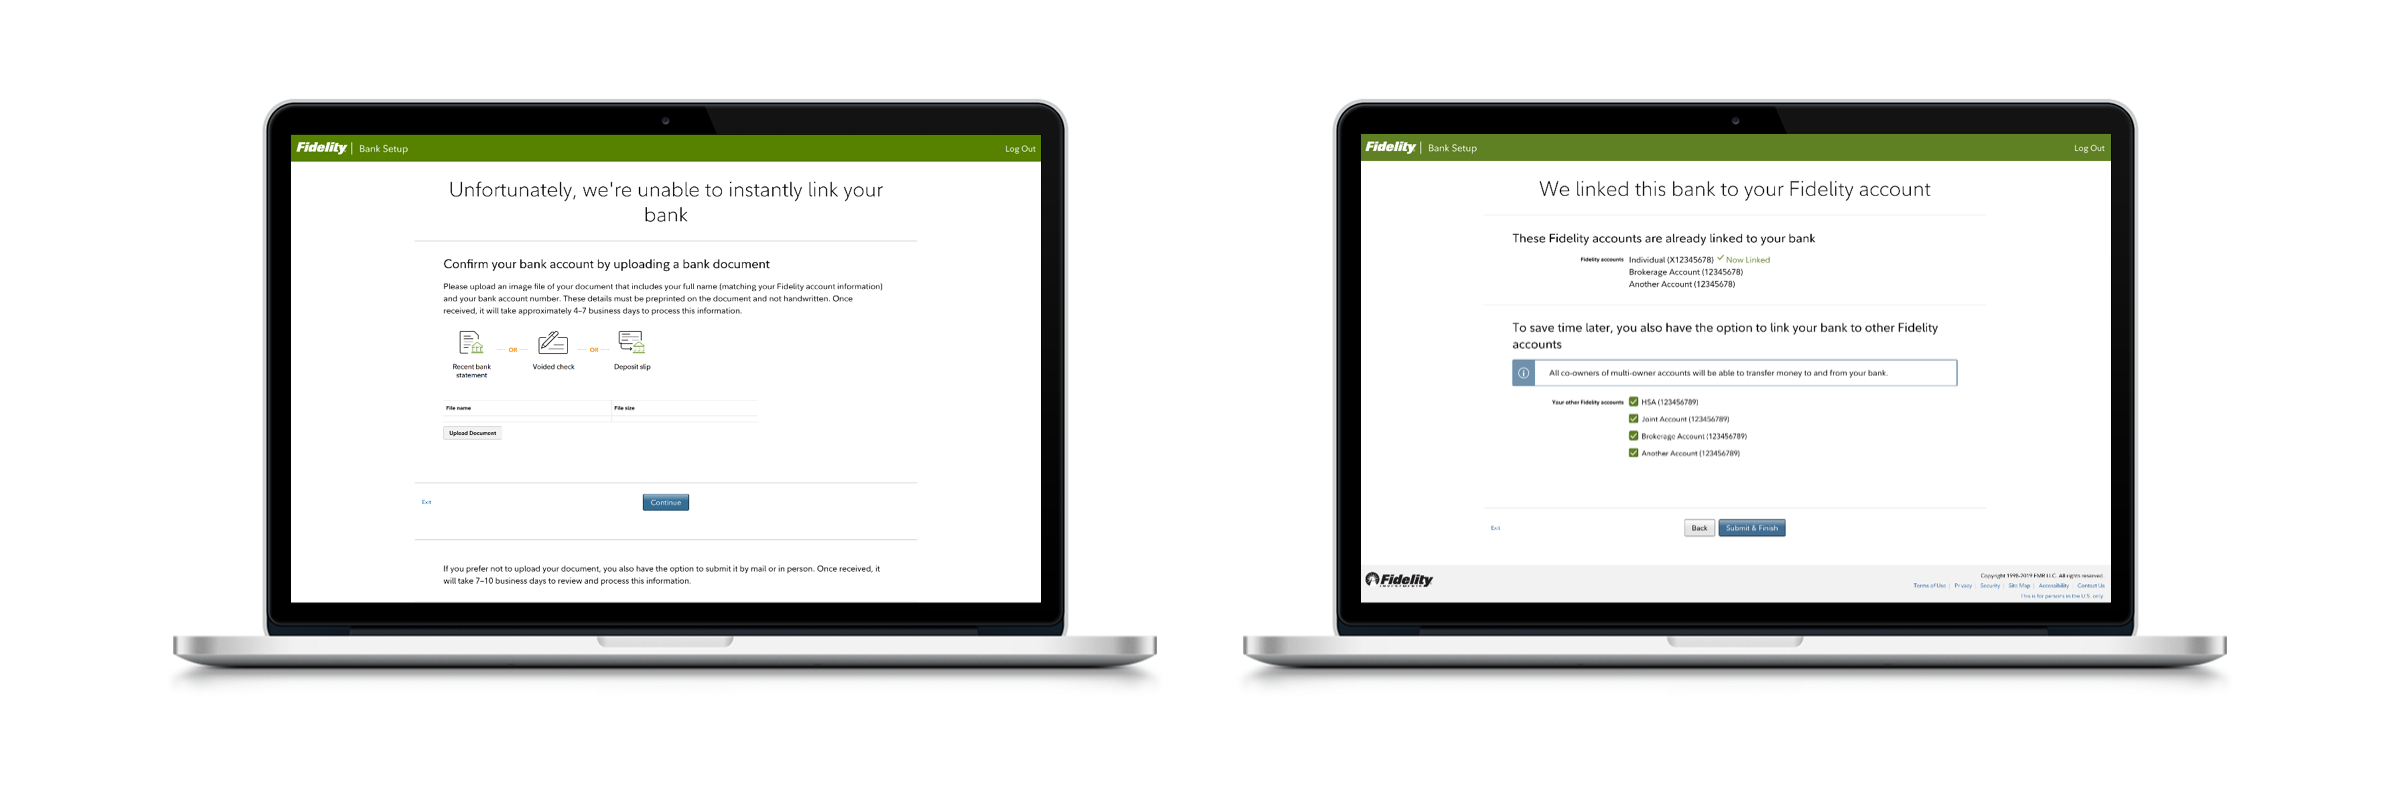 Fidelity | Bank Setup
Log Out
Unfortunately, we're unable to instantly link your
bank
Confirm your bank account by uploading a bank document
Please upload an image file of your document that includes your full name (matching your Fidelity account information)
and your bank account number. These details must be preprinted on the document and not handwritten. Once
received, it will take approximately 4–7 business days to process this information.
OR
OR
Recent bank
statement
Voided check
Deposit slip
File name
File size
Upload Document
Exit
Continue
If you prefer not to upload your document, you also have the option to submit it by mail or in person. Once received, it
will take 7–10 business days to review and process this information.
Fidelity | Bank Setup
Log Out
We linked this bank to your Fidelity account
These Fidelity accounts are already linked to your bank
Fidelity accounts
Individual (X12345678) Now Linked
Brokerage Account (12345678)
Another Account (12345678)
To save time later, you also have the option to link your bank to other Fidelity
accounts
All co-owners of multi-owner accounts will be able to transfer money to and from your bank.
Your other Fidelity accounts
HSA (123456789)
Joint Account (123456789)
Brokerage Account (123456789)
Another Account (123456789)
Exit
Back
Submit & Finish
Fidelity
INVESTMENTS
Copyright 1998-2019 FMR LLC. All rights reserved.
Terms of Use | Privacy | Security | Site Map | Accessibility | Contact Us
This is for persons in the U.S. only.